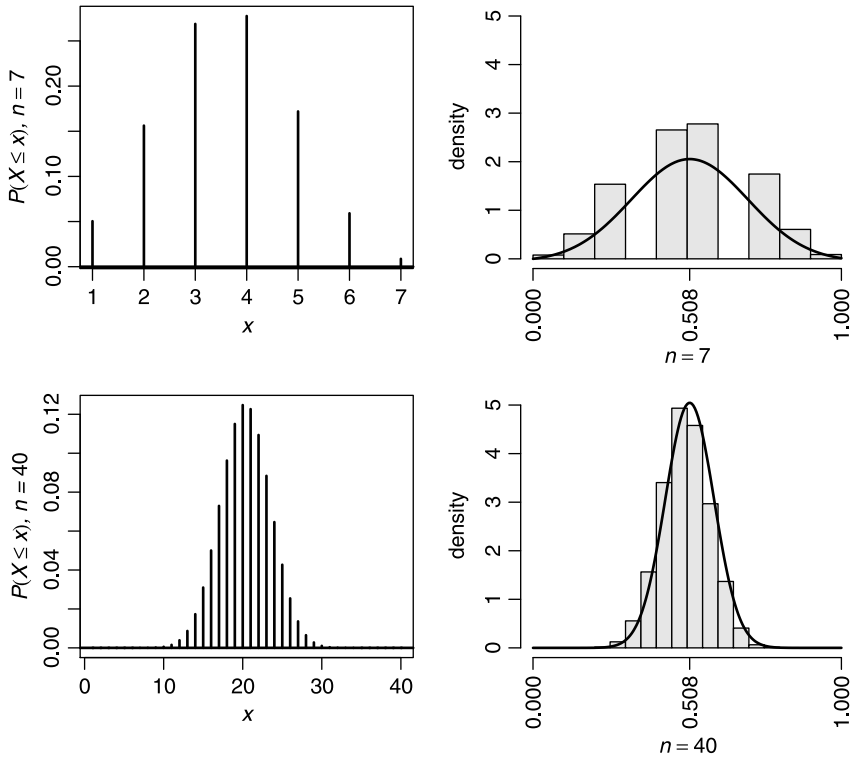 P(X ≤ x), n = 7
0.00 0.10 0.20
1 2 3 4 5 6 7
x
density
0 1 2 3 4 5
0.000 0.508 1.000
n = 7
P(X ≤ x), n = 40
0.00 0.04 0.12
0 10 20 30 40
x
density
0 1 2 3 4 5
0.000 0.508 1.000
n = 40